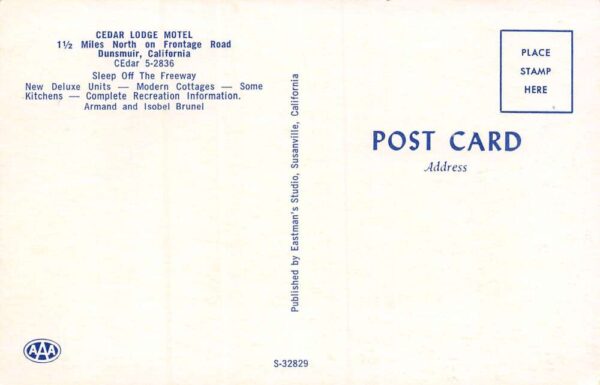 CEDAR LODGE MOTEL
1½ Miles North on Frontage Road
Dunsmuir, California
CEdar 5-2836
Sleep Off The Freeway
New Deluxe Units — Modern Cottages — Some
Kitchens — Complete Recreation Information.
Armand and Isobel Brunel
Published by Eastman's Studio, Susanville, California
PLACE
STAMP
HERE
POST CARD
Address
AAA
S-32829